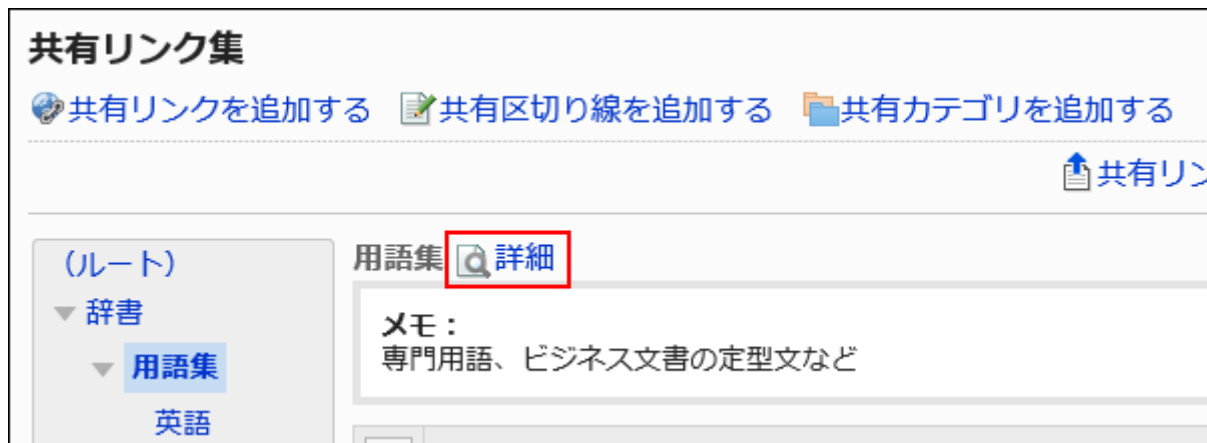 共有リンク集
共有リンクを追加する 共有区切り線を追加する 共有カテゴリを追加する
共有リン
(ルート)
辞書
用語集
英語
用語集 詳細
メモ:
専門用語、ビジネス文書の定型文など